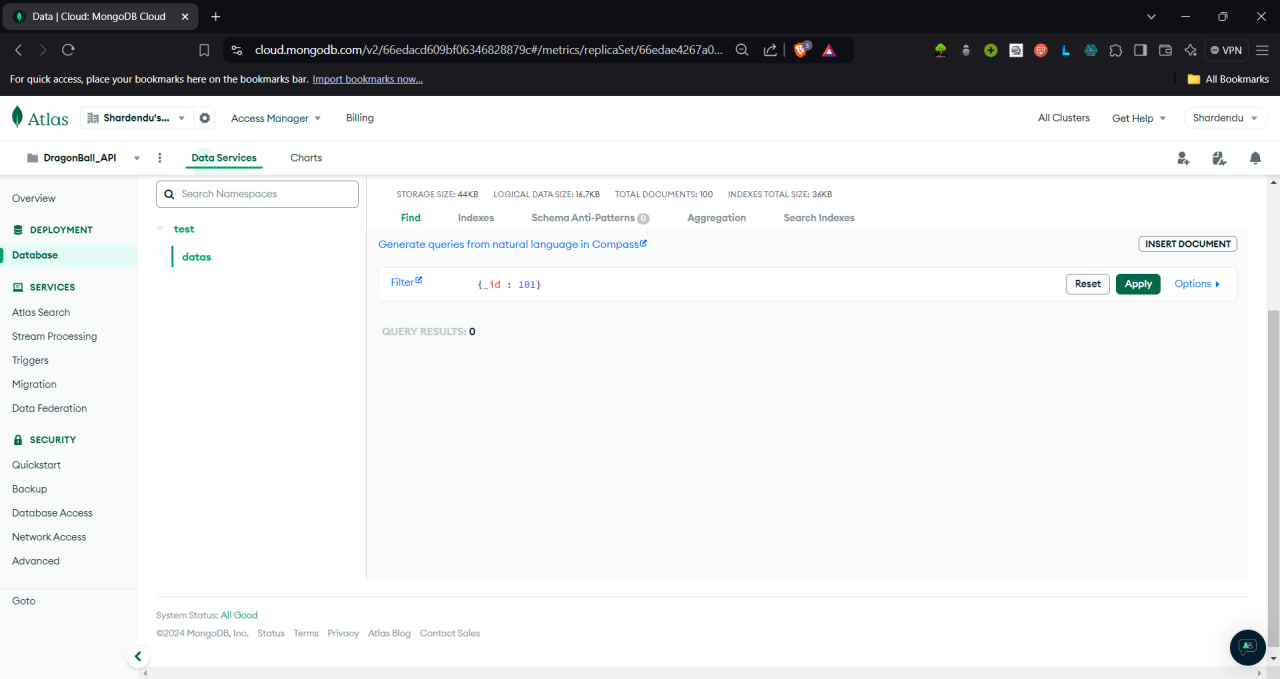 Data | Cloud: MongoDB Cloud
cloud.mongodb.com/v2/66edacd609bf06346828879c#/metrics/replicaSet/66edae4267a0...
3
VPN
For quick access, place your bookmarks here on the bookmarks bar. Import bookmarks now...
All Bookmarks
Atlas
Shardendu's...
Access Manager
Billing
All Clusters
Get Help
Shardendu
DragonBall_API
Data Services
Charts
Overview
DEPLOYMENT
Database
SERVICES
Atlas Search
Stream Processing
Triggers
Migration
Data Federation
SECURITY
Quickstart
Backup
Database Access
Network Access
Advanced
Goto
Search Namespaces
test
datas
STORAGE SIZE: 44KB LOGICAL DATA SIZE: 16.7KB TOTAL DOCUMENTS: 100 INDEXES TOTAL SIZE: 36KB
Find Indexes Schema Anti-Patterns 0 Aggregation Search Indexes
Generate queries from natural language in Compass
INSERT DOCUMENT
Filter
{_id : 101}
Reset
Apply
Options
QUERY RESULTS: 0
System Status: All Good
©2024 MongoDB, Inc. Status Terms Privacy Atlas Blog Contact Sales